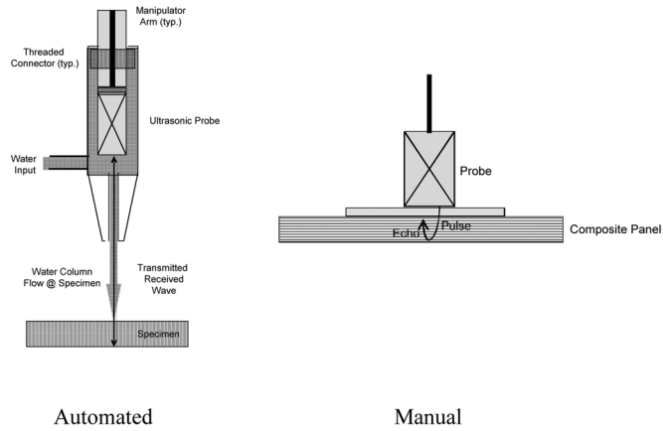 Manipulator
Arm (typ.)
Threaded
Connector (typ.)
Ultrasonic Probe
Water
Input
Water Column
Flow @ Specimen
Transmitted
Received
Wave
Specimen
Automated
Probe
Pulse
Echo
Composite Panel
Manual